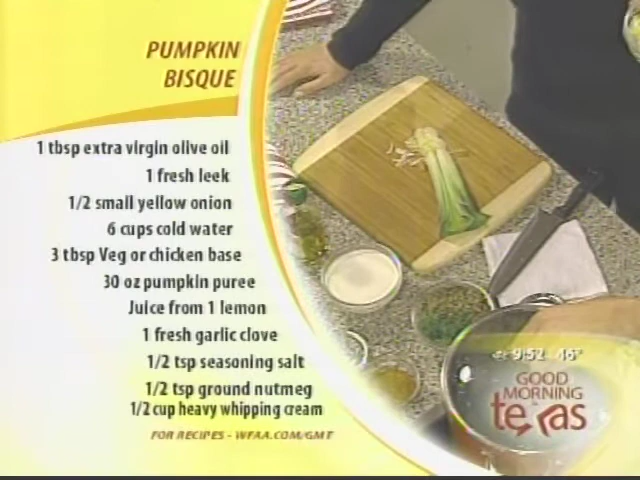 PUMPKIN
BISQUE
1 tbsp extra virgin olive oil
1 fresh leek
1/2 small yellow onion
6 cups cold water
3 tbsp Veg or chicken base
30 oz pumpkin puree
Juice from 1 lemon
1 fresh garlic clove
1/2 tsp seasoning salt
1/2 tsp ground nutmeg
1/2 cup heavy whipping cream
FOR RECIPES - WFAA.COM/GMT
9:52 46°
GOOD
MORNING
texas